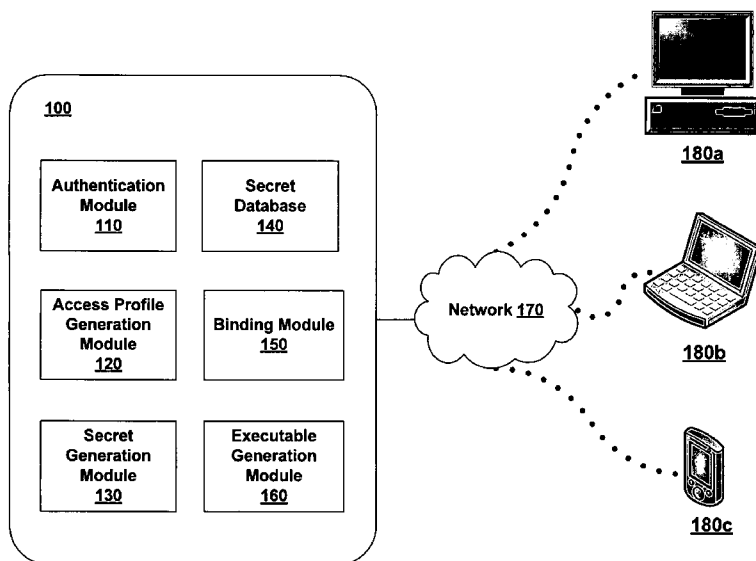 100
Authentication
Module
110
Secret
Database
140
Access Profile
Generation
Module
120
Binding Module
150
Secret
Generation
Module
130
Executable
Generation
Module
160
Network 170
180a
180b
180c